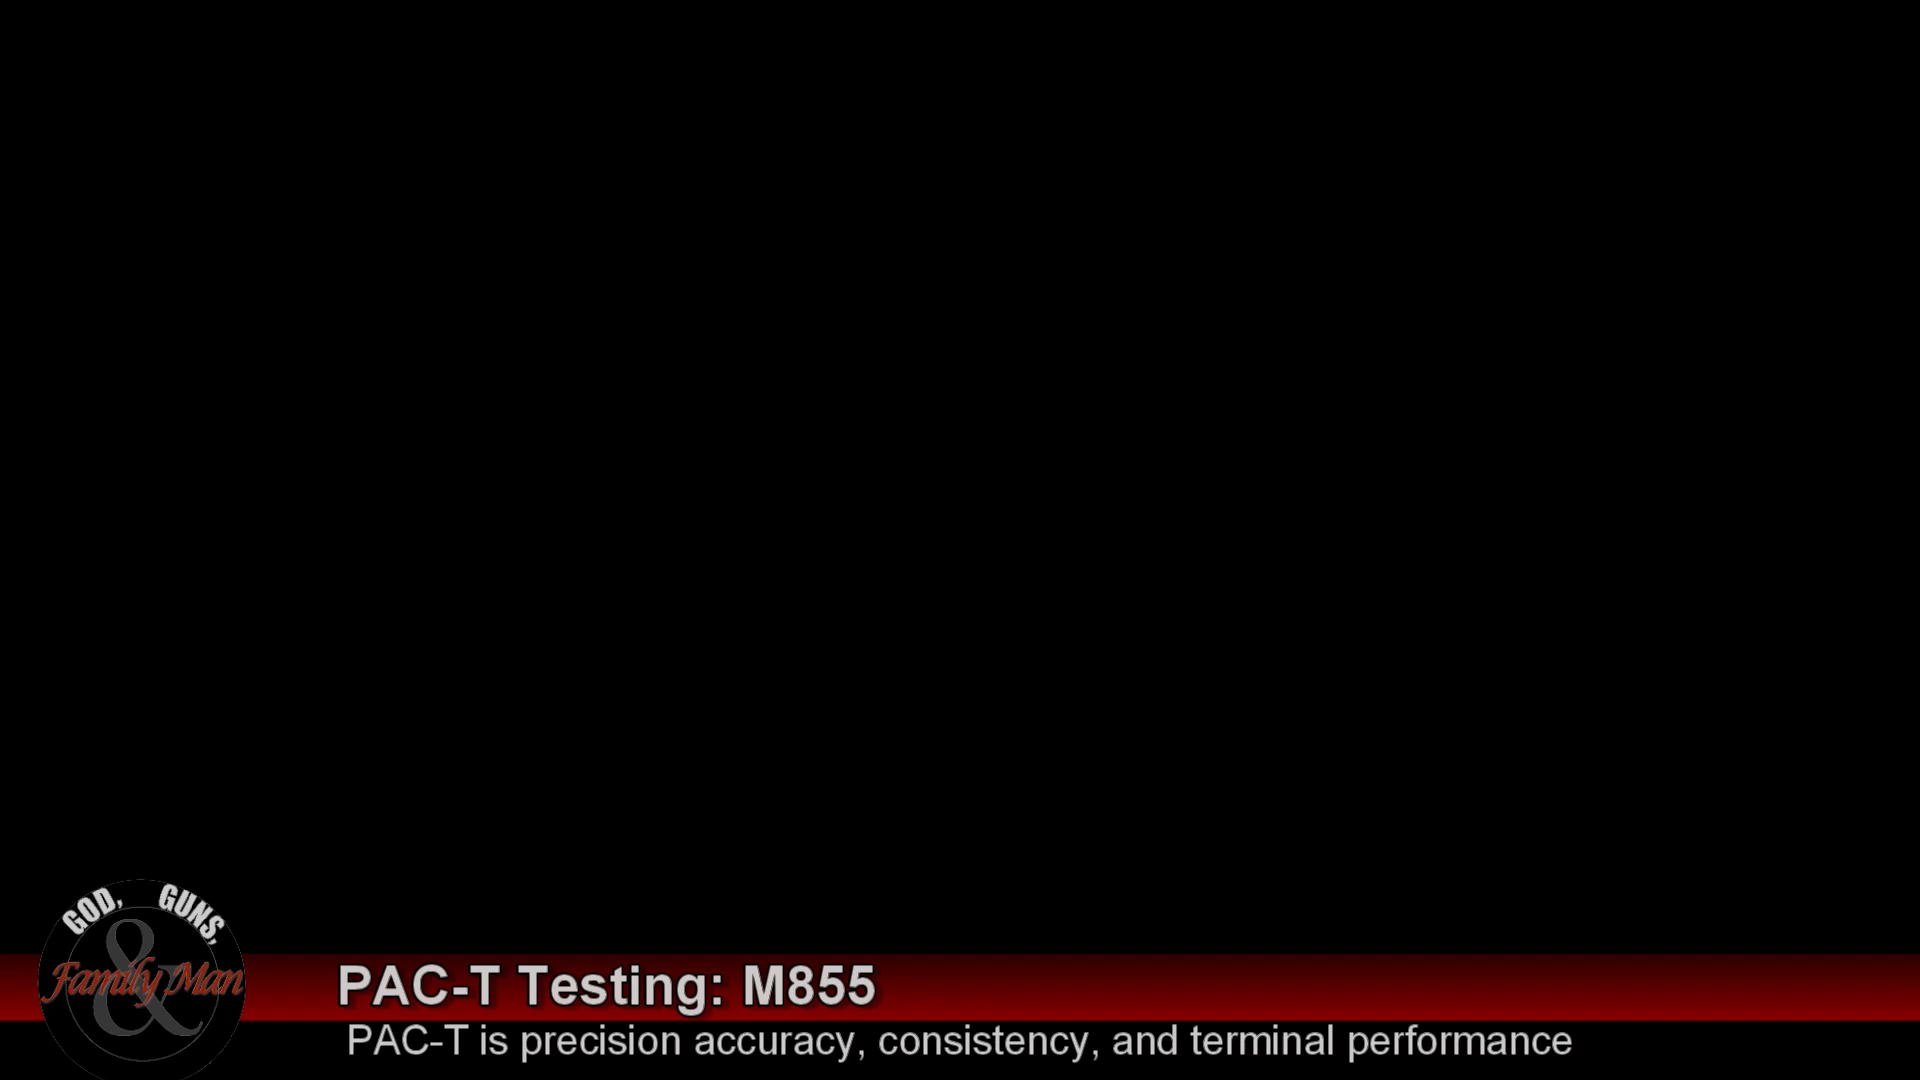 GOD, GUNS,
& Family Man
PAC-T Testing: M855
PAC-T is precision accuracy, consistency, and terminal performance